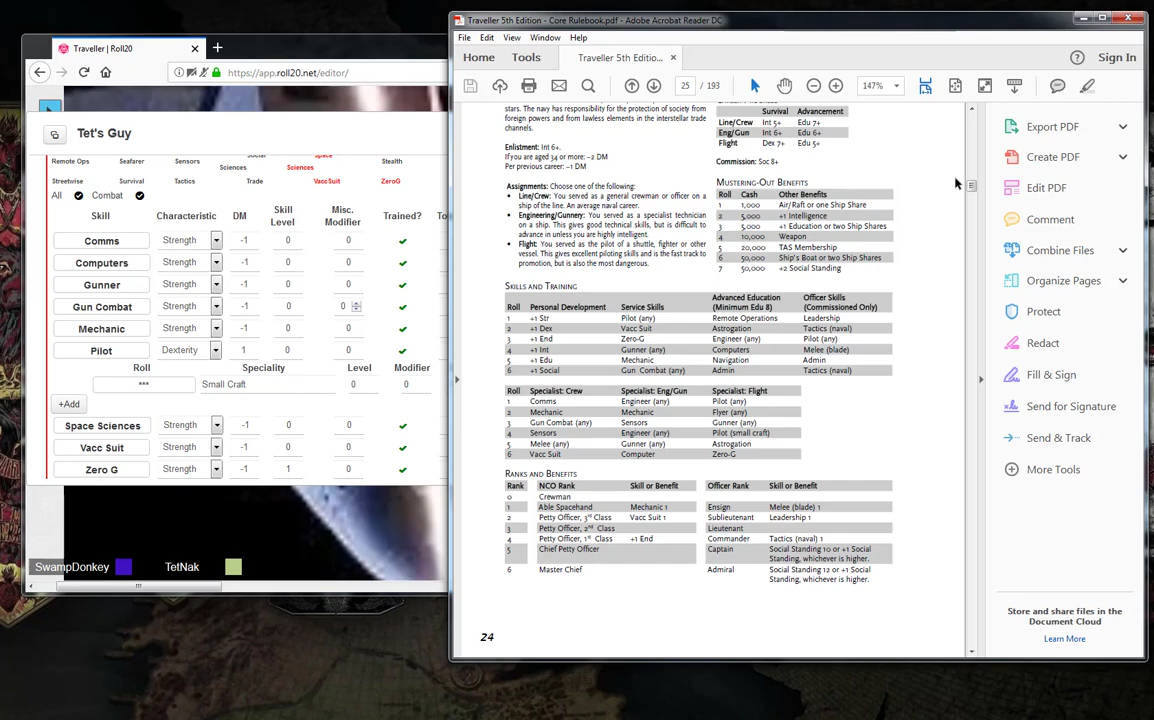 Traveller | Roll20
https://app.roll20.net/editor/
Tet's Guy
Remote Ops Seafarer Sensors Social Sciences Space Sciences Stealth
Streetwise Survival Tactics Trade VaccSuit ZeroG
All Combat
Skill Characteristic DM Skill Level Misc. Modifier Trained? To
Comms Strength -1 0 0
Computers Strength -1 0 0
Gunner Strength -1 0 0
Gun Combat Strength -1 0 0
Mechanic Strength -1 0 0
Pilot Dexterity 1 0 0
Roll Speciality Level Modifier
*** Small Craft 0 0
+Add
Space Sciences Strength -1 0 0
Vacc Suit Strength -1 0 0
Zero G Strength -1 1 0
SwampDonkey TetNak
Traveller 5th Edition - Core Rulebook.pdf - Adobe Acrobat Reader DC
File Edit View Window Help
Home Tools Traveller 5th Editio... Sign In
25 / 193 147%
stars. The navy has responsibility for the protection of society from
foreign powers and from lawless elements in the interstellar trade
channels.
Enlistment: Int 6+.
If you are aged 34 or more: –2 DM
Per previous career: –1 DM
Assignments: Choose one of the following:
• Line/Crew: You served as a general crewman or officer on a
ship of the line. An average naval career.
• Engineering/Gunnery: You served as a specialist technician
on a ship. This gives good technical skills, but is difficult to
advance in unless you are highly intelligent.
• Flight: You served as the pilot of a shuttle, fighter or other
vessel. This gives excellent piloting skills and is the fast track to
promotion, but is also the most dangerous.
Survival Advancement
Line/Crew Int 5+ Edu 7+
Eng/Gun Int 6+ Edu 6+
Flight Dex 7+ Edu 5+
Commission: Soc 8+
Mustering-Out Benefits
Roll Cash Other Benefits
1 1,000 Air/Raft or one Ship Share
2 5,000 +1 Intelligence
3 5,000 +1 Education or two Ship Shares
4 10,000 Weapon
5 20,000 TAS Membership
6 50,000 Ship's Boat or two Ship Shares
7 50,000 +2 Social Standing
Skills and Training
Roll Personal Development Service Skills Advanced Education (Minimum Edu 8) Officer Skills (Commissioned Only)
1 +1 Str Pilot (any) Remote Operations Leadership
2 +1 Dex Vacc Suit Astrogation Tactics (naval)
3 +1 End Zero-G Engineer (any) Pilot (any)
4 +1 Int Gunner (any) Computers Melee (blade)
5 +1 Edu Mechanic Navigation Admin
6 +1 Social Gun Combat (any) Admin Tactics (naval)
Roll Specialist: Crew Specialist: Eng/Gun Specialist: Flight
1 Comms Engineer (any) Pilot (any)
2 Mechanic Mechanic Flyer (any)
3 Gun Combat (any) Sensors Gunner (any)
4 Sensors Engineer (any) Pilot (small craft)
5 Melee (any) Gunner (any) Astrogation
6 Vacc Suit Computer Zero-G
Ranks and Benefits
Rank NCO Rank Skill or Benefit Officer Rank Skill or Benefit
0 Crewman
1 Able Spacehand Mechanic 1 Ensign Melee (blade) 1
2 Petty Officer, 3rd Class Vacc Suit 1 Sublieutenant Leadership 1
3 Petty Officer, 2nd Class Lieutenant
4 Petty Officer, 1st Class +1 End Commander Tactics (naval) 1
5 Chief Petty Officer Captain Social Standing 10 or +1 Social
Standing, whichever is higher.
6 Master Chief Admiral Social Standing 12 or +1 Social
Standing, whichever is higher.
24
Export PDF
Create PDF
Edit PDF
Comment
Combine Files
Organize Pages
Protect
Redact
Fill & Sign
Send for Signature
Send & Track
More Tools
Store and share files in the
Document Cloud
Learn More